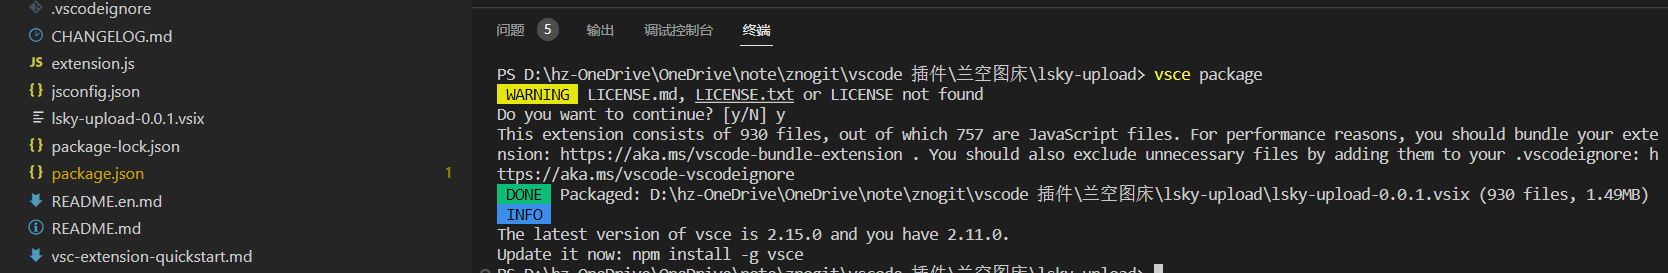 .vscodeignore
CHANGELOG.md
JS extension.js
{} jsconfig.json
lsky-upload-0.0.1.vsix
{} package-lock.json
{} package.json 1
README.en.md
README.md
vsc-extension-quickstart.md
问题 5 输出 调试控制台 终端
PS D:\hz-OneDrive\OneDrive\note\znogit\vscode 插件\兰空图床\lsky-upload> vsce package
WARNING LICENSE.md, LICENSE.txt or LICENSE not found
Do you want to continue? [y/N] y
This extension consists of 930 files, out of which 757 are JavaScript files. For performance reasons, you should bundle your exte
nsion: https://aka.ms/vscode-bundle-extension . You should also exclude unnecessary files by adding them to your .vscodeignore: h
ttps://aka.ms/vscode-vscodeignore
DONE Packaged: D:\hz-OneDrive\OneDrive\note\znogit\vscode 插件\兰空图床\lsky-upload\lsky-upload-0.0.1.vsix (930 files, 1.49MB)
INFO
The latest version of vsce is 2.15.0 and you have 2.11.0.
Update it now: npm install -g vsce
PS D:\hz-OneDrive\OneDrive\note\znogit\vscode 插件\兰空图床\lsky-upload>